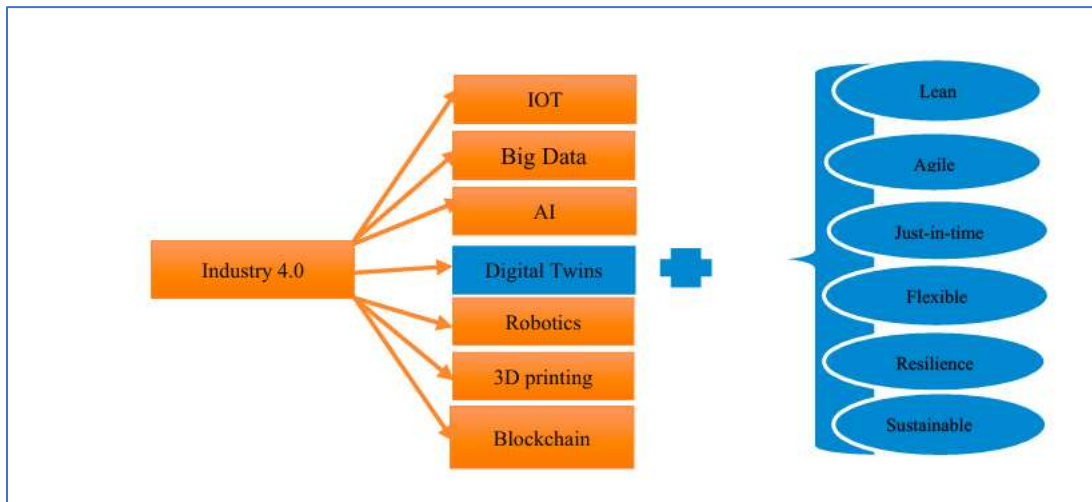 IOT
Big Data
AI
Industry 4.0
Digital Twins
Robotics
3D printing
Blockchain
Lean
Agile
Just-in-time
Flexible
Resilience
Sustainable